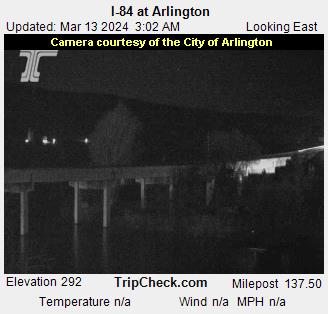 I-84 at Arlington
Updated: Mar 13 2024 3:02 AM Looking East
Camera courtesy of the City of Arlington
Elevation 292 TripCheck.com Milepost 137.50
Temperature n/a Wind n/a MPH n/a